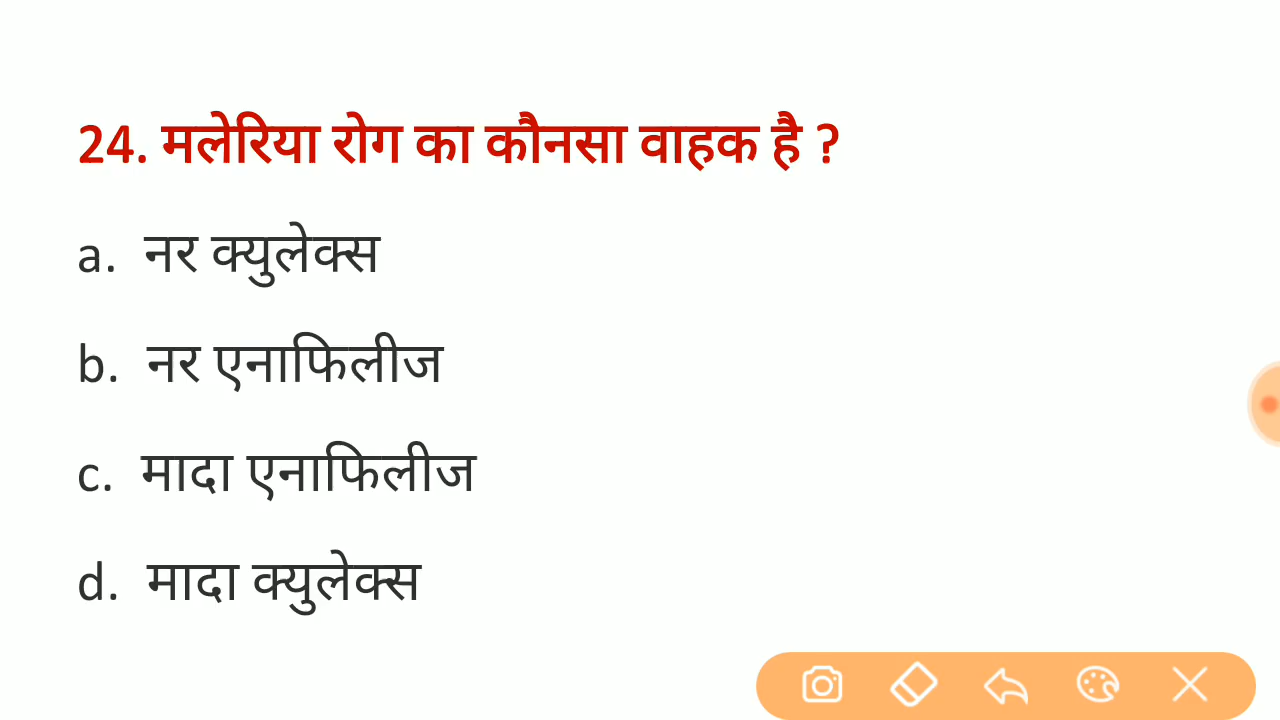 24. मलेरिया रोग का कौनसा वाहक है ?
a. नर क्युलेक्स
b. नर एनाफिलीज
c. मादा एनाफिलीज
d. मादा क्युलेक्स